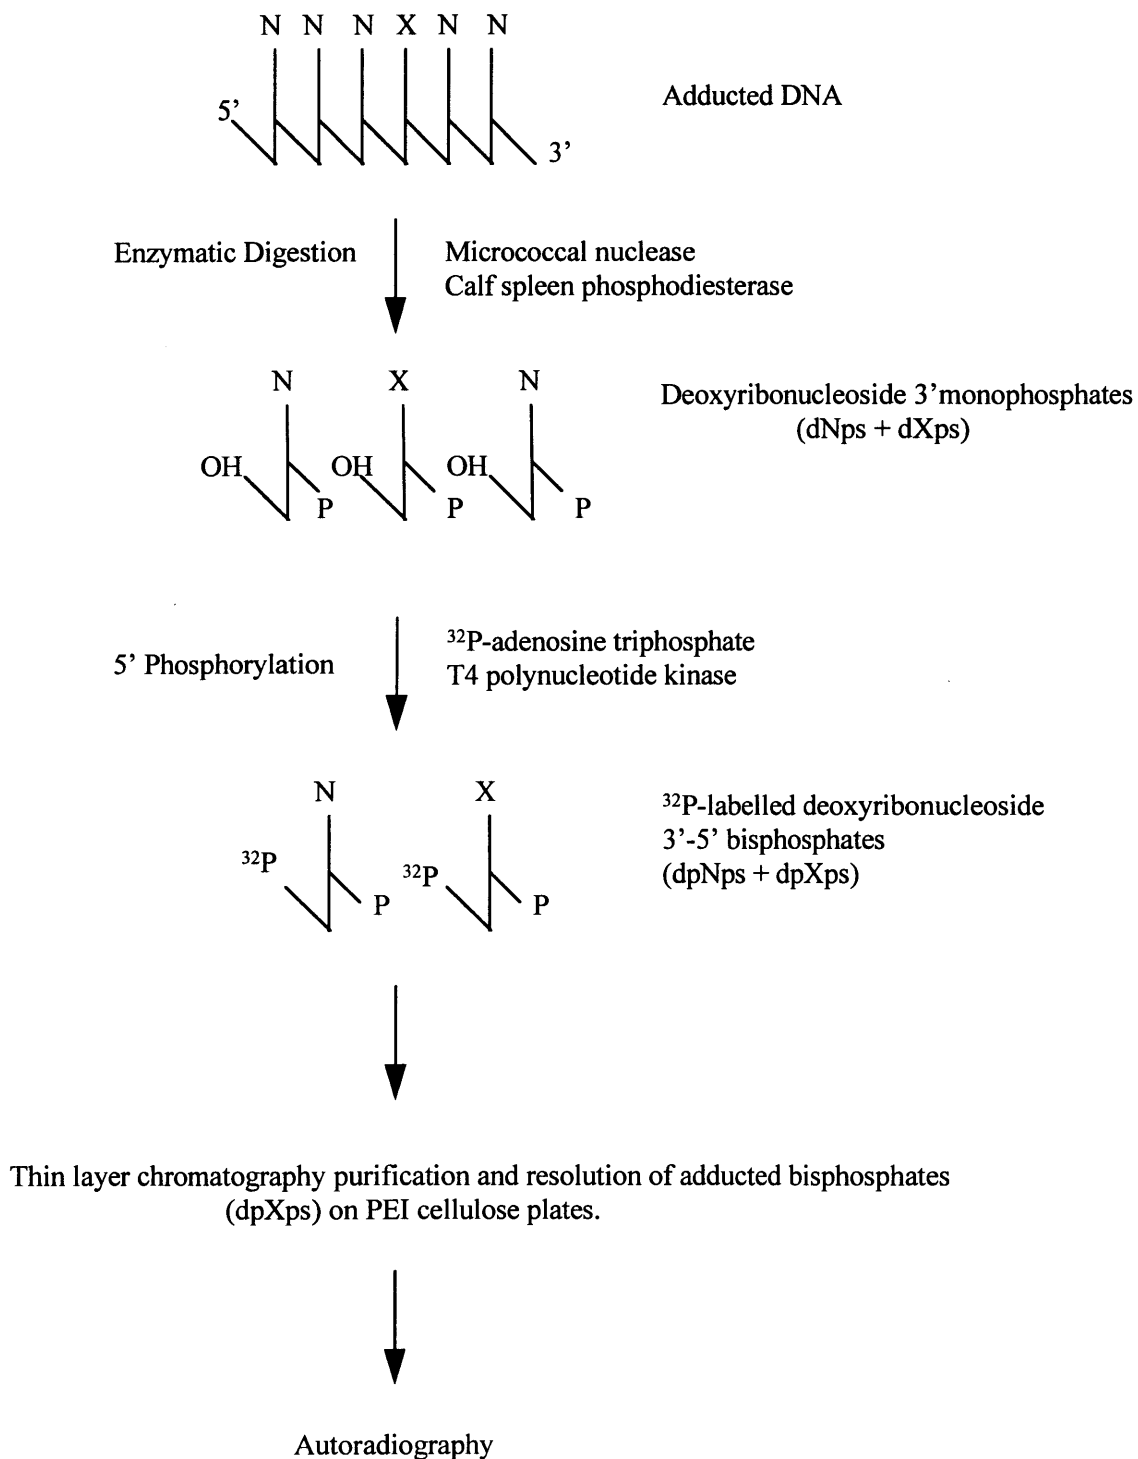 N N N X N N
5’
Adducted DNA
3’
Enzymatic Digestion
Micrococcal nuclease
Calf spleen phosphodiesterase
N X N
Deoxyribonucleoside 3’monophosphates
(dNps + dXps)
OH OH OH
P P P
5’ Phosphorylation
³²P-adenosine triphosphate
T4 polynucleotide kinase
N X
³²P-labelled deoxyribonucleoside
3’-5’ bisphosphates
(dpNps + dpXps)
³²P ³²P
P P
Thin layer chromatography purification and resolution of adducted bisphosphates
(dpXps) on PEI cellulose plates.
Autoradiography